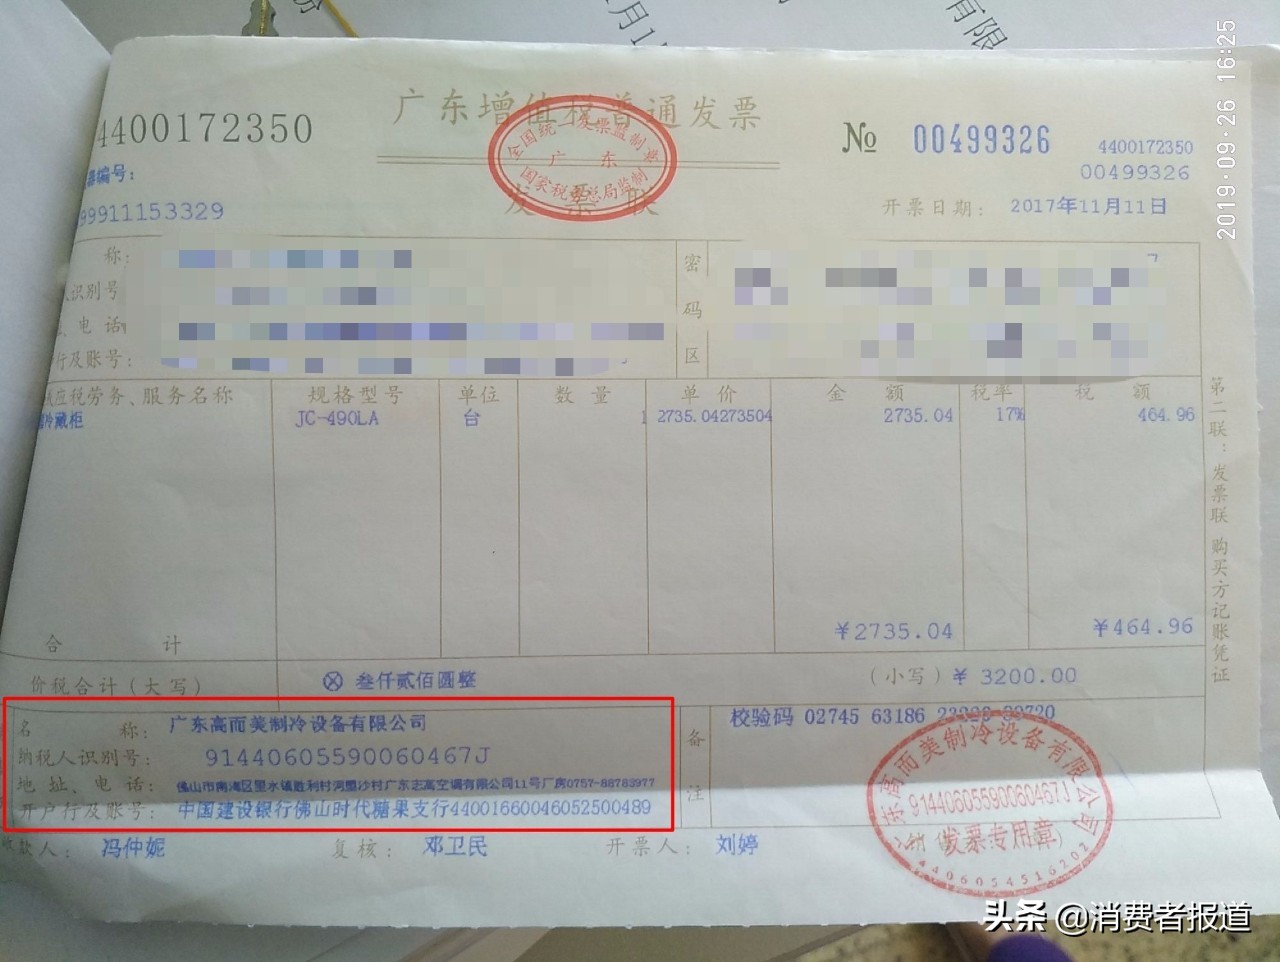 月1
有限
2019·09·26 16:25
4400172350
广东增值税普通发票
全国统一发票监制章
广 东
国家税务总局监制
发票联
№ 00499326
4400172350
00499326
编号:
99911153329
开票日期: 2017年11月11日
称:
识别号
、电话
行及账号:
密码区
应税劳务、服务名称 规格型号 单位 数量 单价 金额 税率 税额
冷藏柜 JC-490LA 台 1 2735.04273504 2735.04 17% 464.96
合计 ¥2735.04 ¥464.96
价税合计(大写) ⊗ 叁仟贰佰圆整 (小写) ¥ 3200.00
名称: 广东高而美制冷设备有限公司
纳税人识别号: 91440605590060467J
地址、电话: 佛山市南海区里水镇胜利村河塱沙村广东志高空调有限公司11号厂房0757-88783977
开户行及账号: 中国建设银行佛山时代糖果支行44001660046052500489
备注
校验码 02745 63186
收款人: 冯仲妮 复核: 邓卫民 开票人: 刘婷
东高而美制冷设备有限公司
91440605590060467J
发票专用章
4406054516202
第二联:发票联 购买方记账凭证
头条 @消费者报道